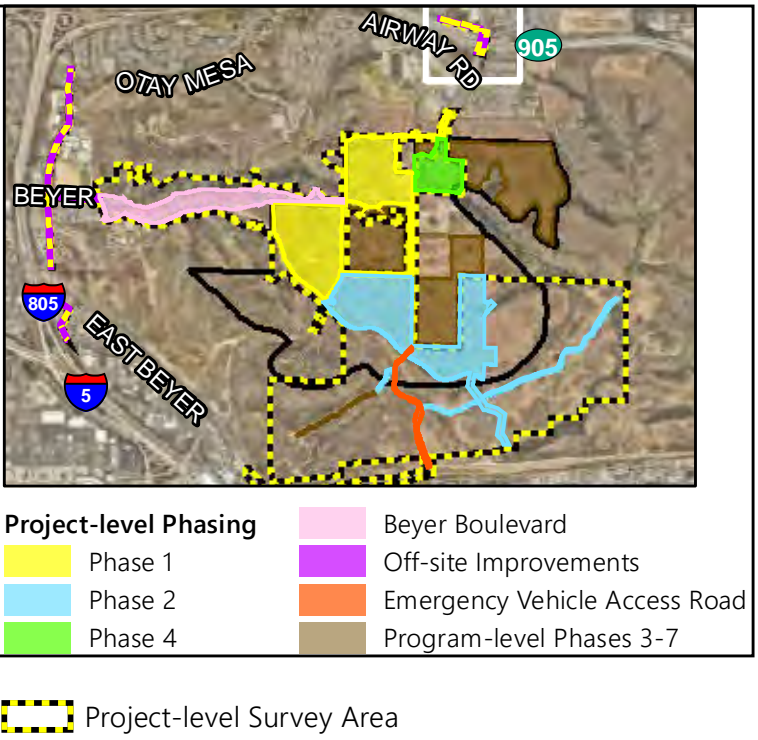 AIRWAY RD
905
OTAY MESA
BEYER
805
EAST BEYER
5
Project-level Phasing
Phase 1
Phase 2
Phase 4
Beyer Boulevard
Off-site Improvements
Emergency Vehicle Access Road
Program-level Phases 3-7
Project-level Survey Area